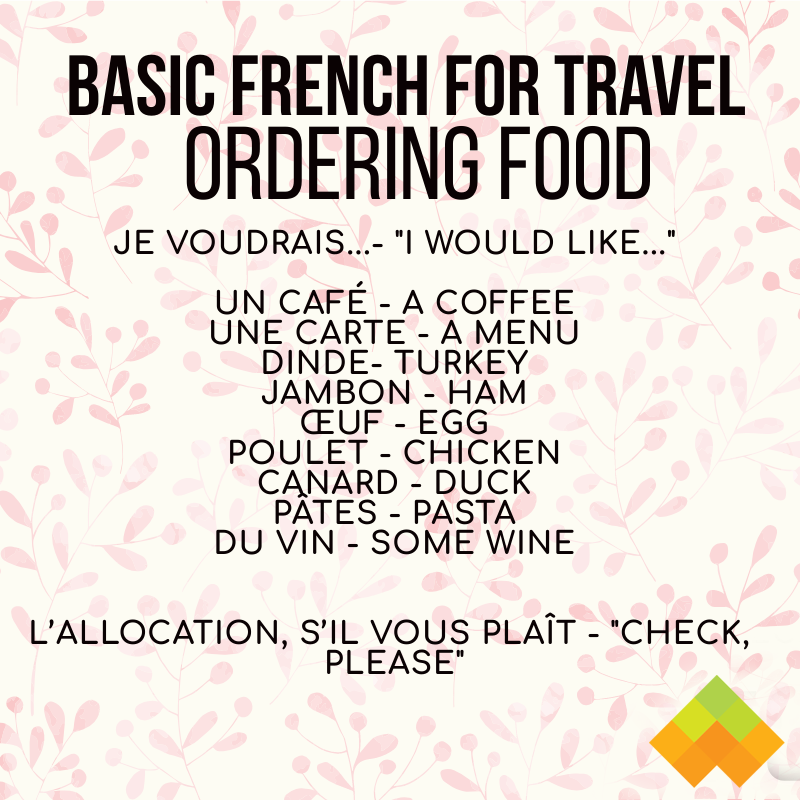 BASIC FRENCH FOR TRAVEL
ORDERING FOOD
JE VOUDRAIS...- "I WOULD LIKE..."
UN CAFÉ - A COFFEE
UNE CARTE - A MENU
DINDE- TURKEY
JAMBON - HAM
ŒUF - EGG
POULET - CHICKEN
CANARD - DUCK
PÂTES - PASTA
DU VIN - SOME WINE
L’ALLOCATION, S’IL VOUS PLAÎT - "CHECK,
PLEASE"